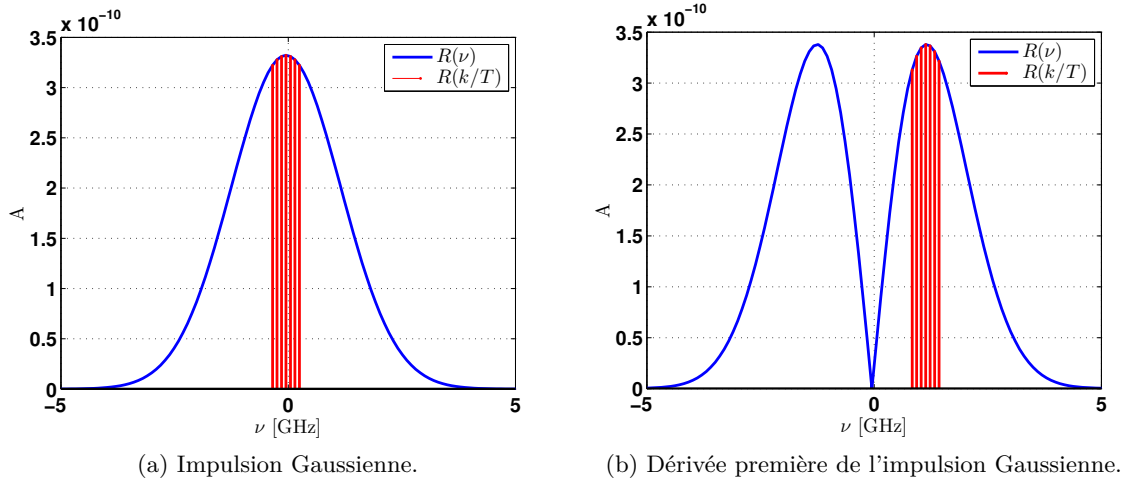 x 10⁻¹⁰
3.5
3
2.5
2
1.5
1
0.5
0
A
−5
0
5
ν [GHz]
R(ν)
R(k/T)
(a) Impulsion Gaussienne.
x 10⁻¹⁰
3.5
3
2.5
2
1.5
1
0.5
0
A
−5
0
5
ν [GHz]
R(ν)
R(k/T)
(b) Dérivée première de l'impulsion Gaussienne.